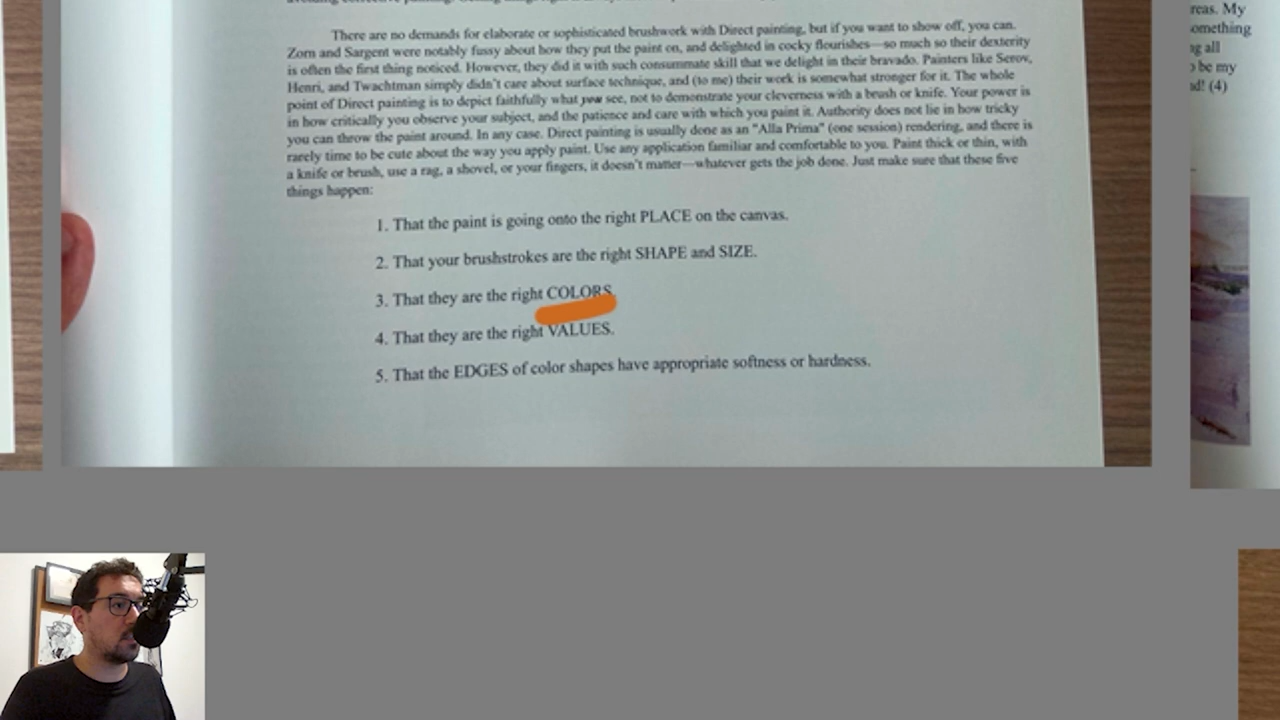 There are no demands for elaborate or sophisticated brushwork with Direct painting, but if you want to show off, you can.
Zorn and Sargent were notably fussy about how they put the paint on, and delighted in cocky flourishes—so much so their dexterity
is often the first thing noticed. However, they did it with such consummate skill that we delight in their bravado. Painters like Serov,
Henri, and Twachtman simply didn't care about surface technique, and (to me) their work is somewhat stronger for it. The whole
point of Direct painting is to depict faithfully what you see, not to demonstrate your cleverness with a brush or knife. Your power is
in how critically you observe your subject, and the patience and care with which you paint it. Authority does not lie in how tricky
you can throw the paint around. In any case. Direct painting is usually done as an "Alla Prima" (one session) rendering, and there is
rarely time to be cute about the way you apply paint. Use any application familiar and comfortable to you. Paint thick or thin, with
a knife or brush, use a rag, a shovel, or your fingers, it doesn't matter—whatever gets the job done. Just make sure that these five
things happen:
1. That the paint is going onto the right PLACE on the canvas.
2. That your brushstrokes are the right SHAPE and SIZE.
3. That they are the right COLORS.
4. That they are the right VALUES.
5. That the EDGES of color shapes have appropriate softness or hardness.
My
all
be my
(4)